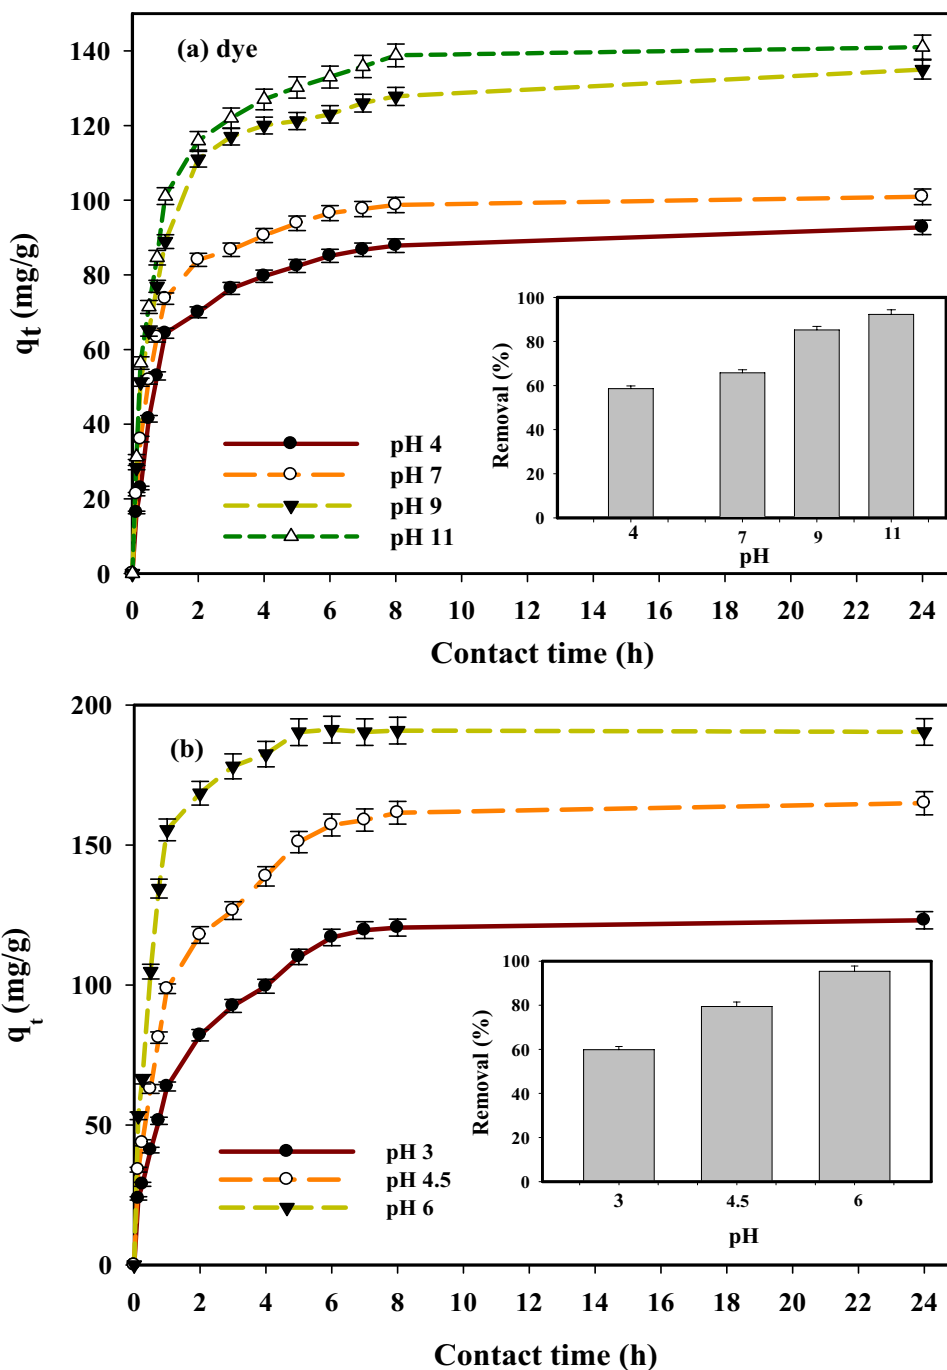 (a) dye
140
120
100
80
60
40
20
0
qt (mg/g)
pH 4
pH 7
pH 9
pH 11
100
80
60
40
20
0
Removal (%)
4 7 9 11
pH
0 2 4 6 8 10 12 14 16 18 20 22 24
Contact time (h)
(b)
200
150
100
50
0
qt (mg/g)
pH 3
pH 4.5
pH 6
100
80
60
40
20
0
Removal (%)
3 4.5 6
pH
0 2 4 6 8 10 12 14 16 18 20 22 24
Contact time (h)